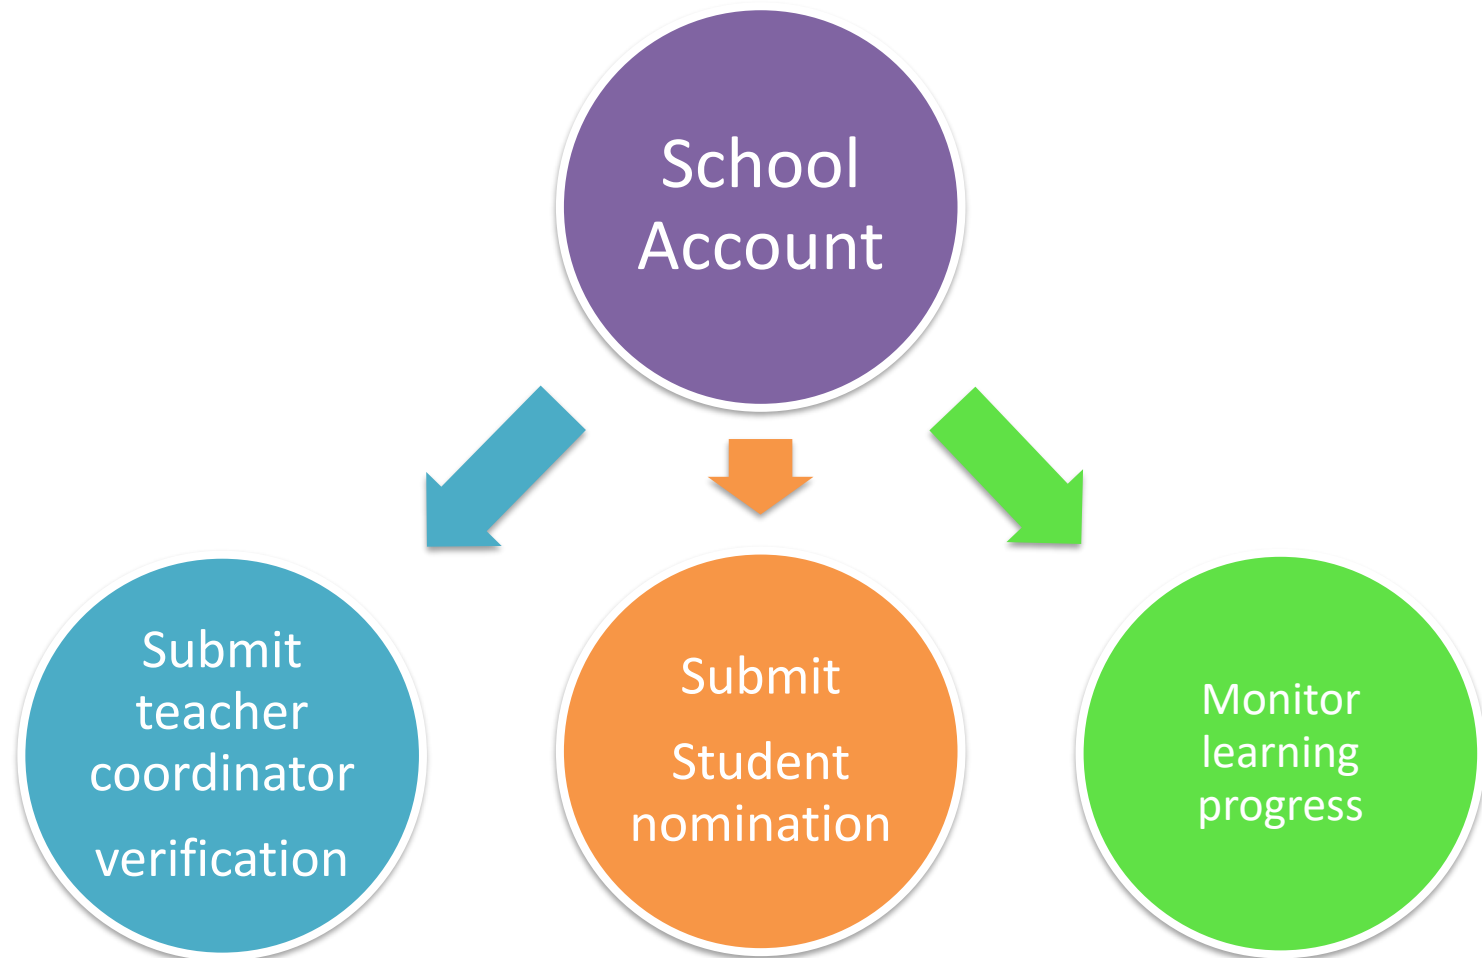 School
Account
Submit
teacher
coordinator
verification
Submit
Student
nomination
Monitor
learning
progress